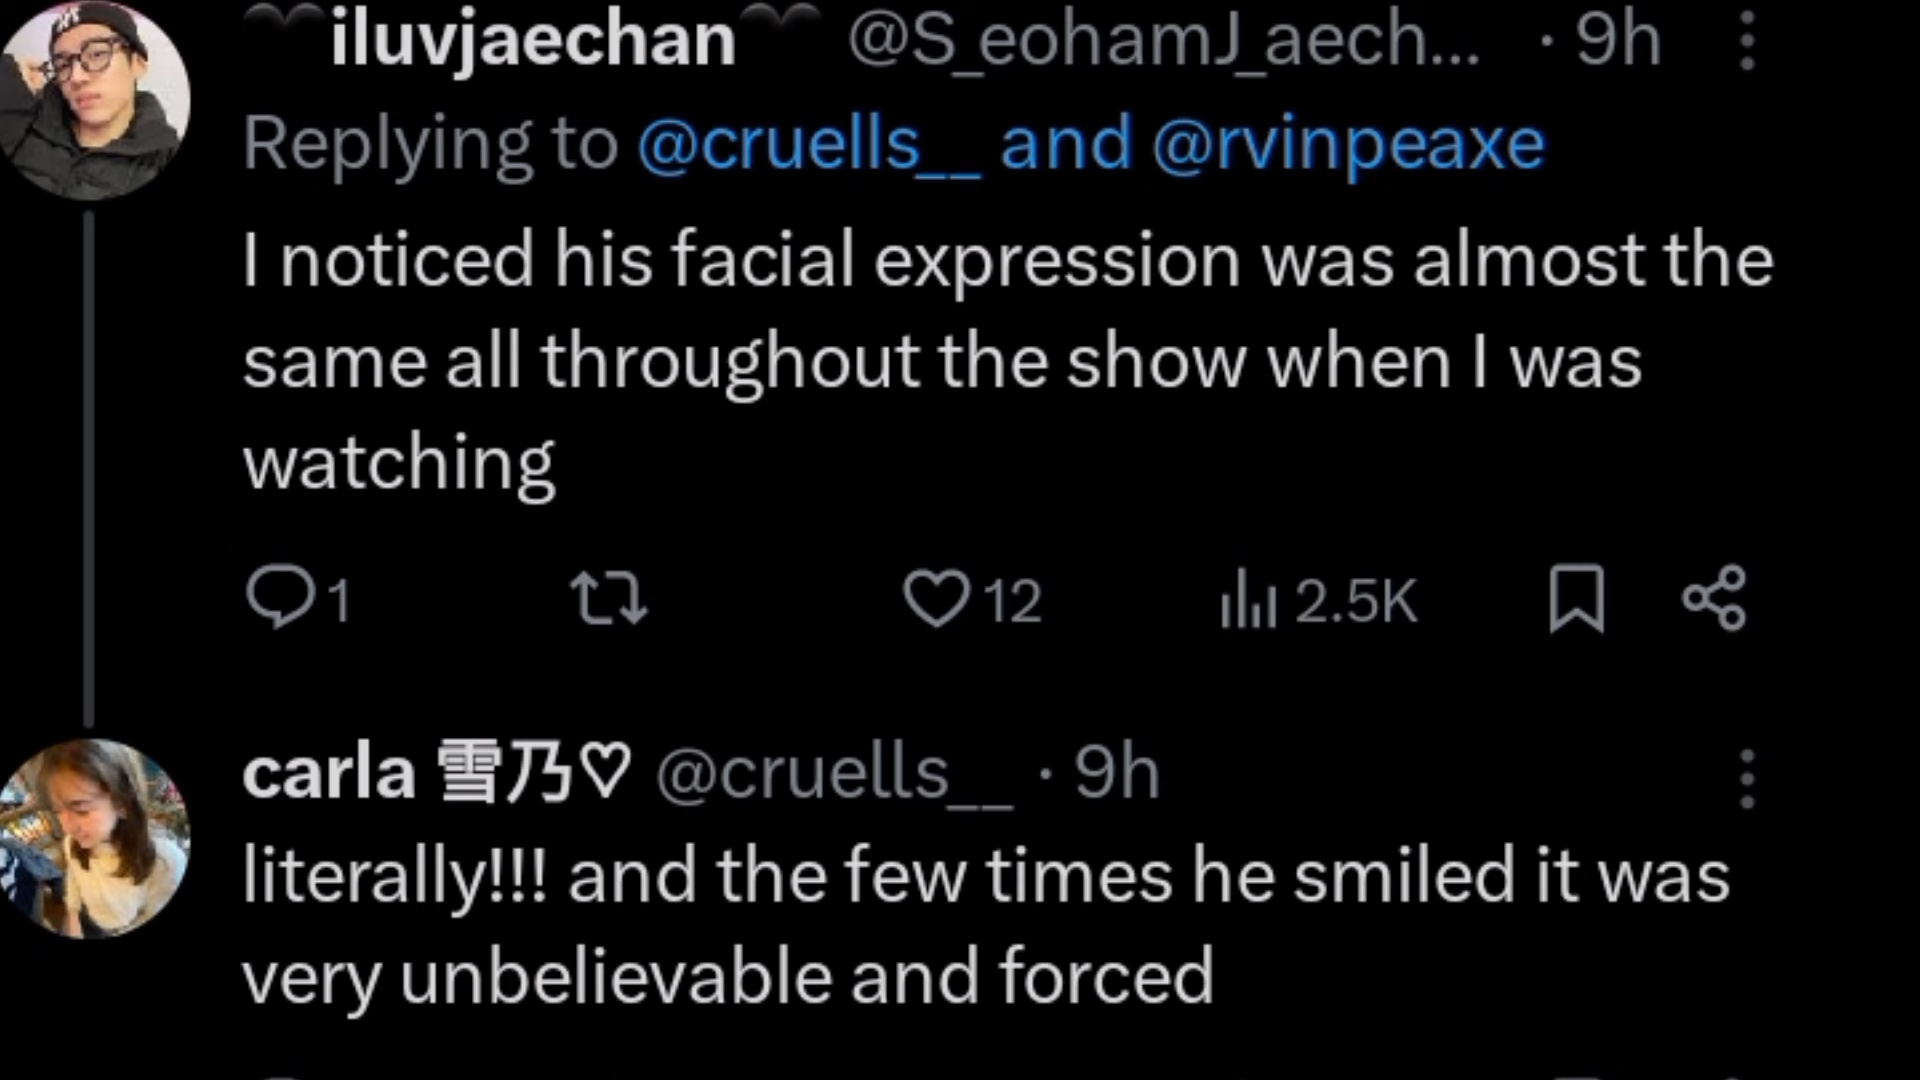 iluvjaechan @S_eohamJ_aech... · 9h
Replying to @cruells__ and @rvinpeaxe
I noticed his facial expression was almost the
same all throughout the show when I was
watching
1 12 2.5K
carla 雪乃♡ @cruells__ · 9h
literally!!! and the few times he smiled it was
very unbelievable and forced